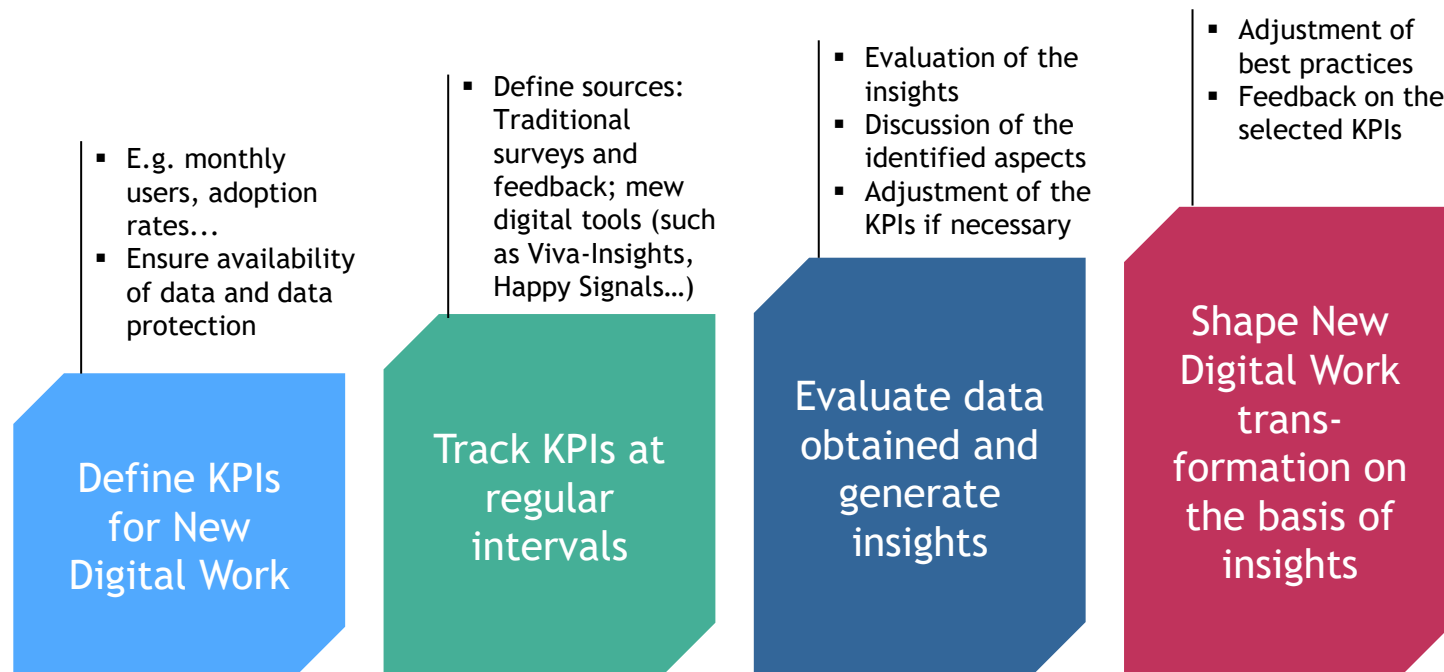 ▪ E.g. monthly
users, adoption
rates...
▪ Ensure availability
of data and data
protection
Define KPIs
for New
Digital Work
▪ Define sources:
Traditional
surveys and
feedback; mew
digital tools (such
as Viva-Insights,
Happy Signals…)
Track KPIs at
regular
intervals
▪ Evaluation of the
insights
▪ Discussion of the
identified aspects
▪ Adjustment of the
KPIs if necessary
Evaluate data
obtained and
generate
insights
▪ Adjustment of
best practices
▪ Feedback on the
selected KPIs
Shape New
Digital Work
trans-
formation on
the basis of
insights